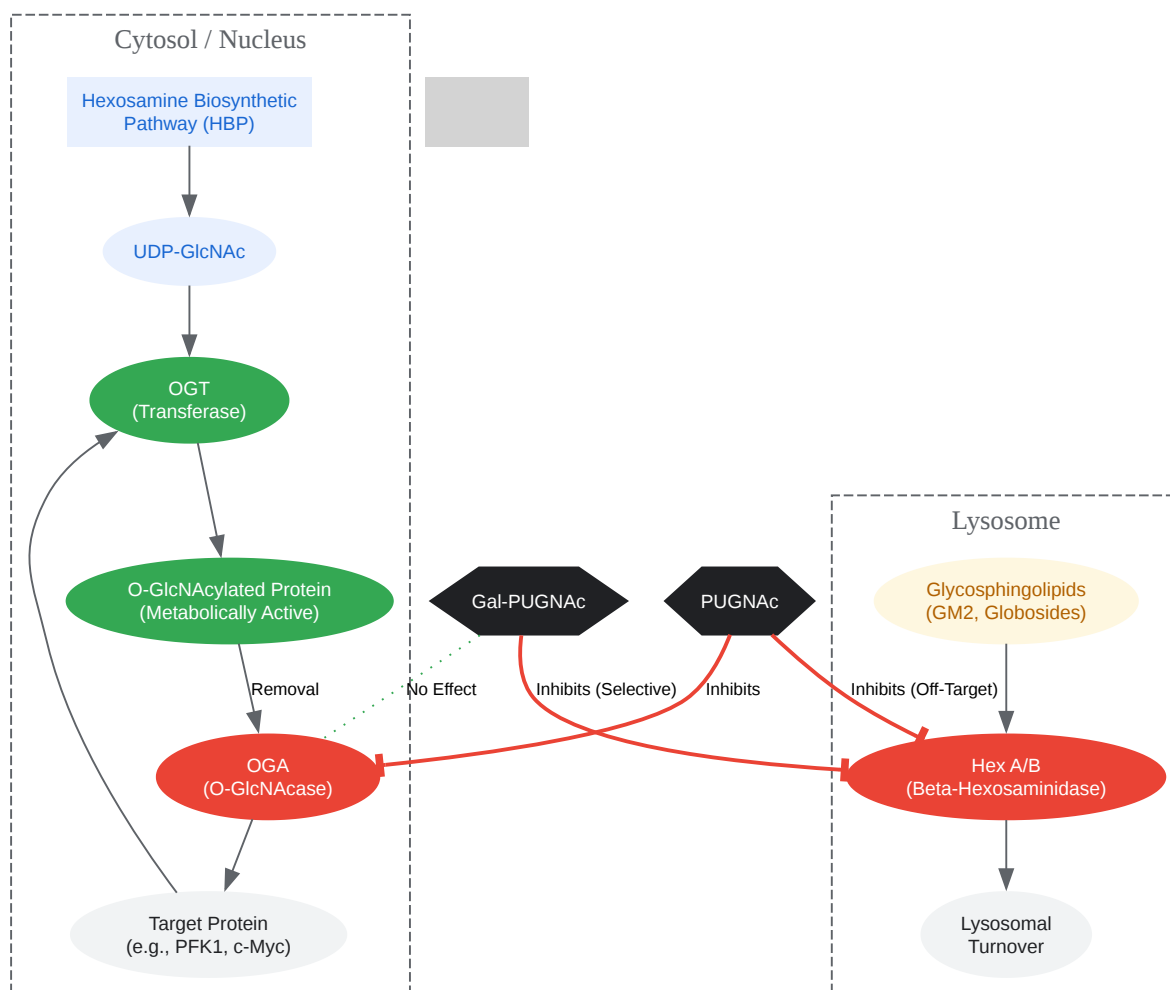 Cytosol / Nucleus
Hexosamine Biosynthetic
Pathway (HBP)
UDP-GlcNAc
OGT
(Transferase)
Lysosome
O-GlcNAcylated Protein
(Metabolically Active)
Gal-PUGNAc
PUGNAc
Glycosphingolipids
(GM2, Globosides)
Removal
No Effect
Inhibits (Selective)
Inhibits
Inhibits (Off-Target)
OGA
(O-GlcNAcase)
Hex A/B
(Beta-Hexosaminidase)
Target Protein
(e.g., PFK1, c-Myc)
Lysosomal
Turnover